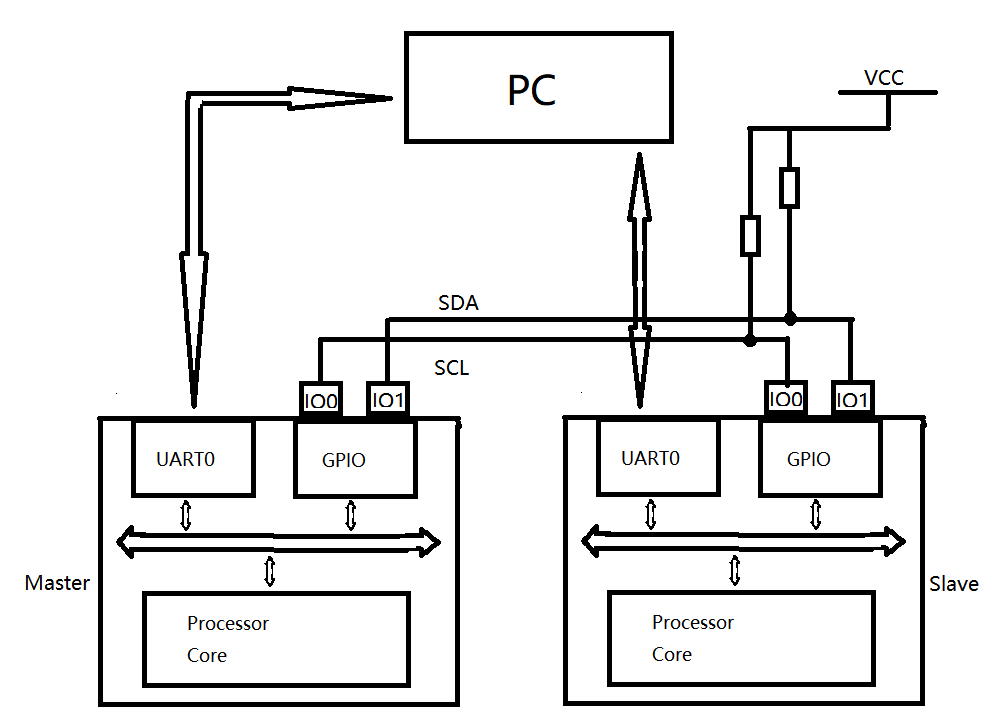 PC
VCC
SDA
SCL
IO0
IO1
IO0
IO1
UART0
GPIO
UART0
GPIO
Master
Slave
Processor
Core
Processor
Core